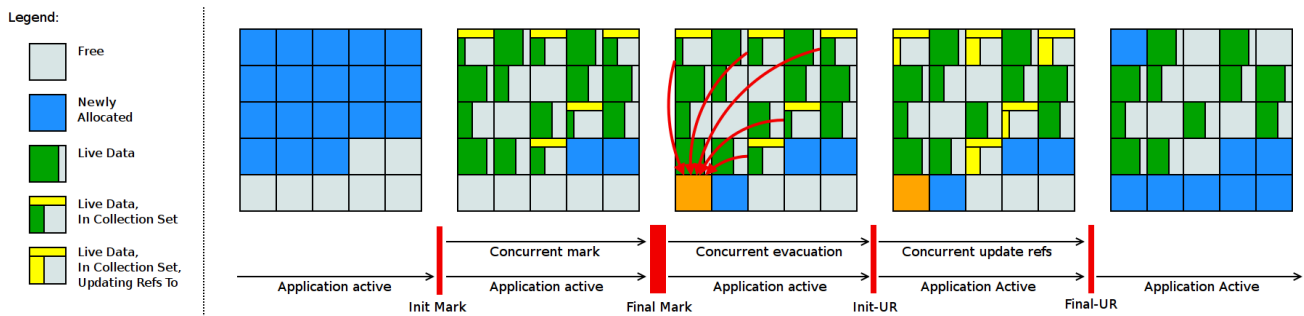 Legend:
Free
Newly
Allocated
Live Data
Live Data,
In Collection Set
Live Data,
In Collection Set,
Updating Refs To
Concurrent mark
Concurrent evacuation
Concurrent update refs
Application active
Application active
Application active
Application Active
Application Active
Init Mark
Final Mark
Init-UR
Final-UR